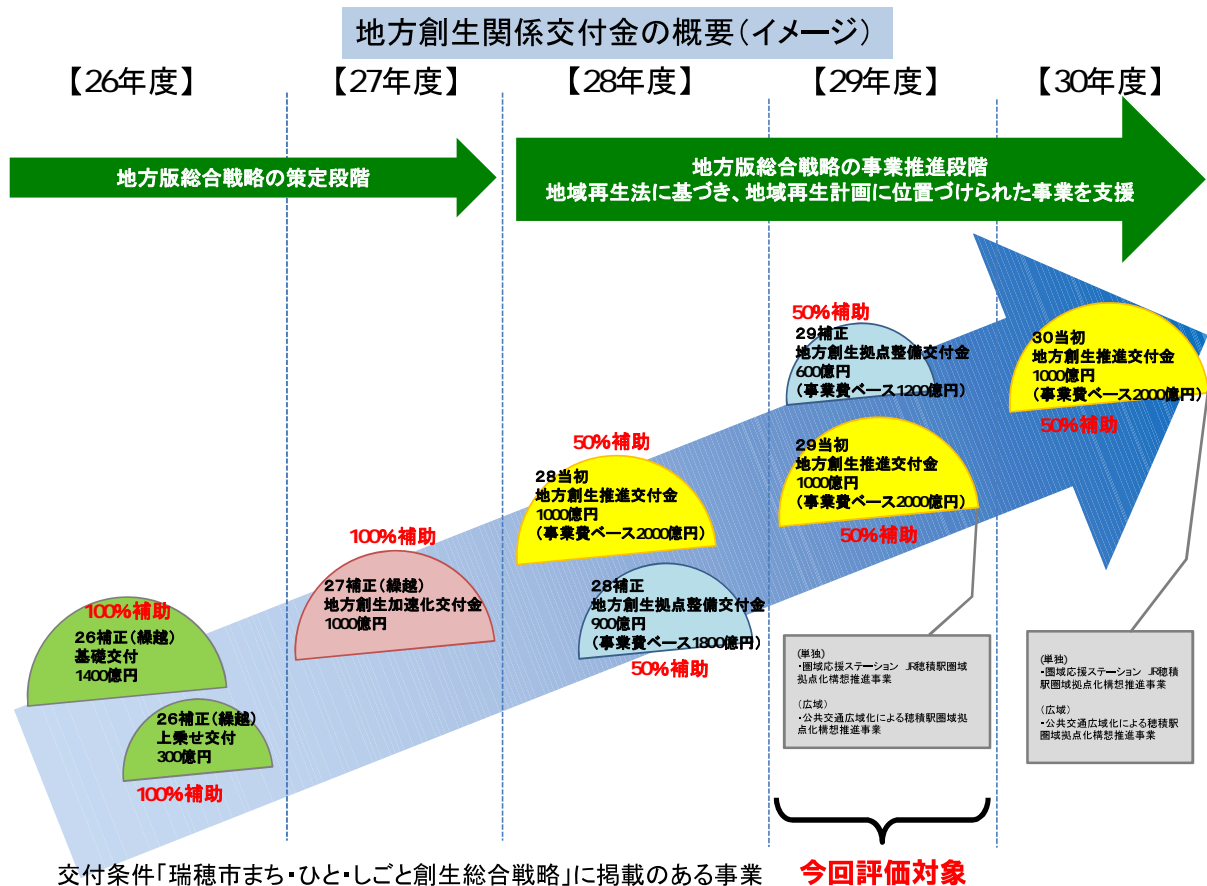 地方創生関係交付金の概要(イメージ)
【26年度】
【27年度】
【28年度】
【29年度】
【30年度】
地方版総合戦略の策定段階
地方版総合戦略の事業推進段階
地域再生法に基づき、地域再生計画に位置づけられた事業を支援
100%補助
26補正(繰越)
基礎交付
1400億円
26補正(繰越)
上乗せ交付
300億円
100%補助
100%補助
27補正(繰越)
地方創生加速化交付金
1000億円
50%補助
28当初
地方創生推進交付金
1000億円
(事業費ベース2000億円)
28補正
地方創生拠点整備交付金
900億円
(事業費ベース1800億円)
50%補助
50%補助
29補正
地方創生拠点整備交付金
600億円
(事業費ベース1200億円)
29当初
地方創生推進交付金
1000億円
(事業費ベース2000億円)
50%補助
30当初
地方創生推進交付金
1000億円
(事業費ベース2000億円)
50%補助
(単独)
・圏域応援ステーション JR穂積駅圏域
拠点化構想推進事業
(広域)
・公共交通広域化による穂積駅圏域拠
点化構想推進事業
(単独)
・圏域応援ステーション JR穂積
駅圏域拠点化構想推進事業
(広域)
・公共交通広域化による穂積駅
圏域拠点化構想推進事業
交付条件「瑞穂市まち・ひと・しごと創生総合戦略」に掲載のある事業
今回評価対象